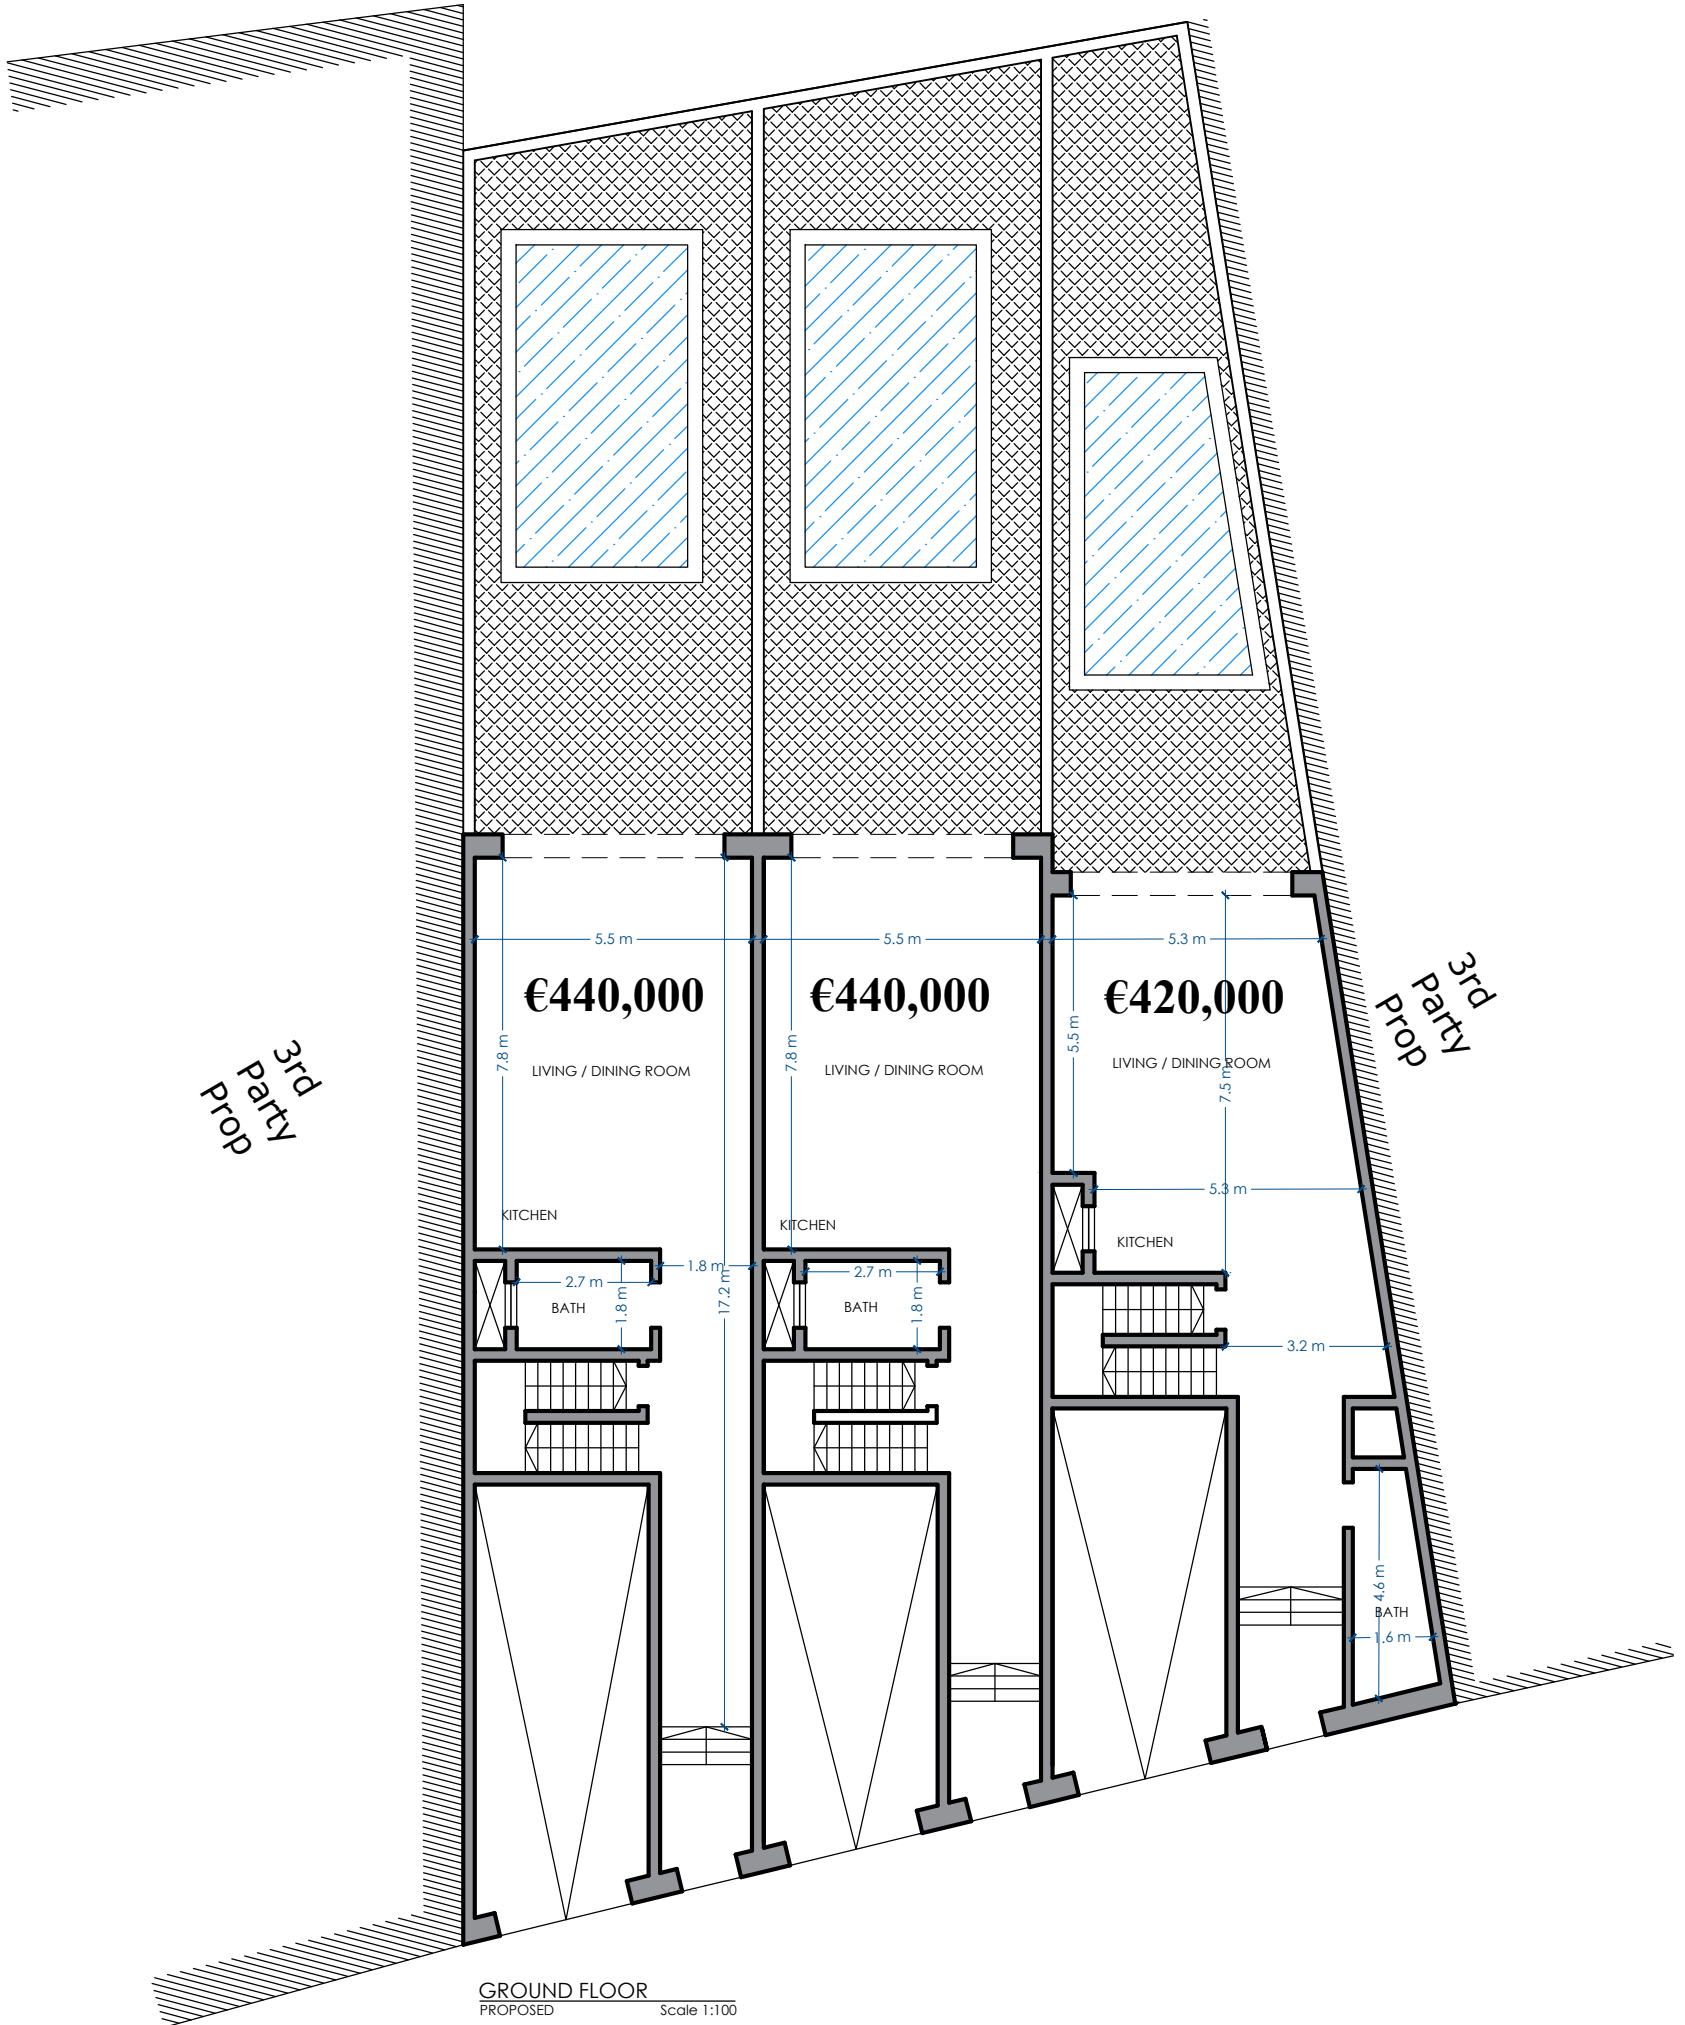 5.5 m
5.5 m
5.3 m
€440,000
€440,000
€420,000
3rd
Party
Prop
3rd
Party
Prop
7.8 m
7.8 m
5.5 m
7.5 m
LIVING / DINING ROOM
LIVING / DINING ROOM
LIVING / DINING ROOM
5.3 m
KITCHEN
KITCHEN
KITCHEN
1.8 m
17.2 m
2.7 m
2.7 m
1.8 m
1.8 m
BATH
BATH
3.2 m
4.6 m
BATH
1.6 m
GROUND FLOOR
PROPOSED Scale 1:100